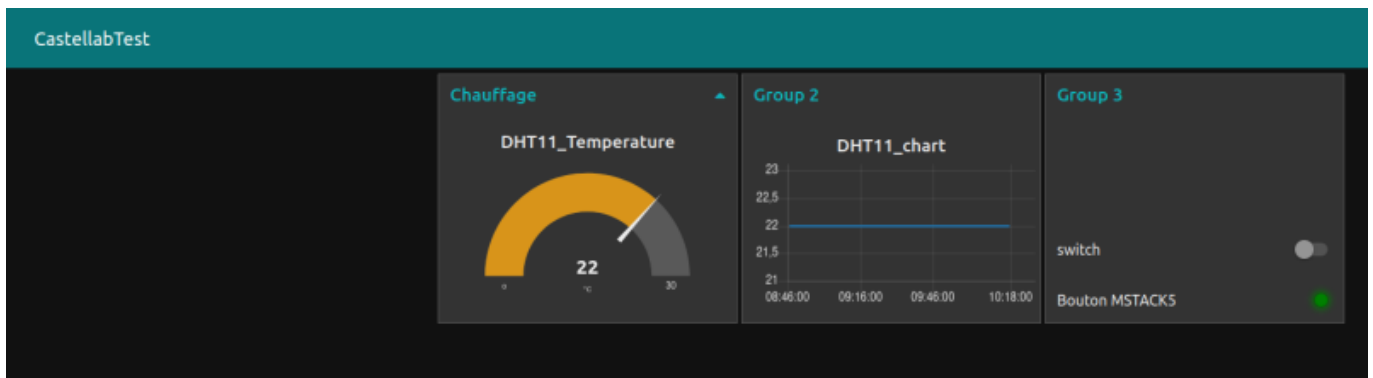 CastellabTest
Chauffage
DHT11_Temperature
22
0
°C
30
Group 2
DHT11_chart
23
22,5
22
21,5
21
08:46:00 09:16:00 09:46:00 10:18:00
Group 3
switch
Bouton MSTACK5